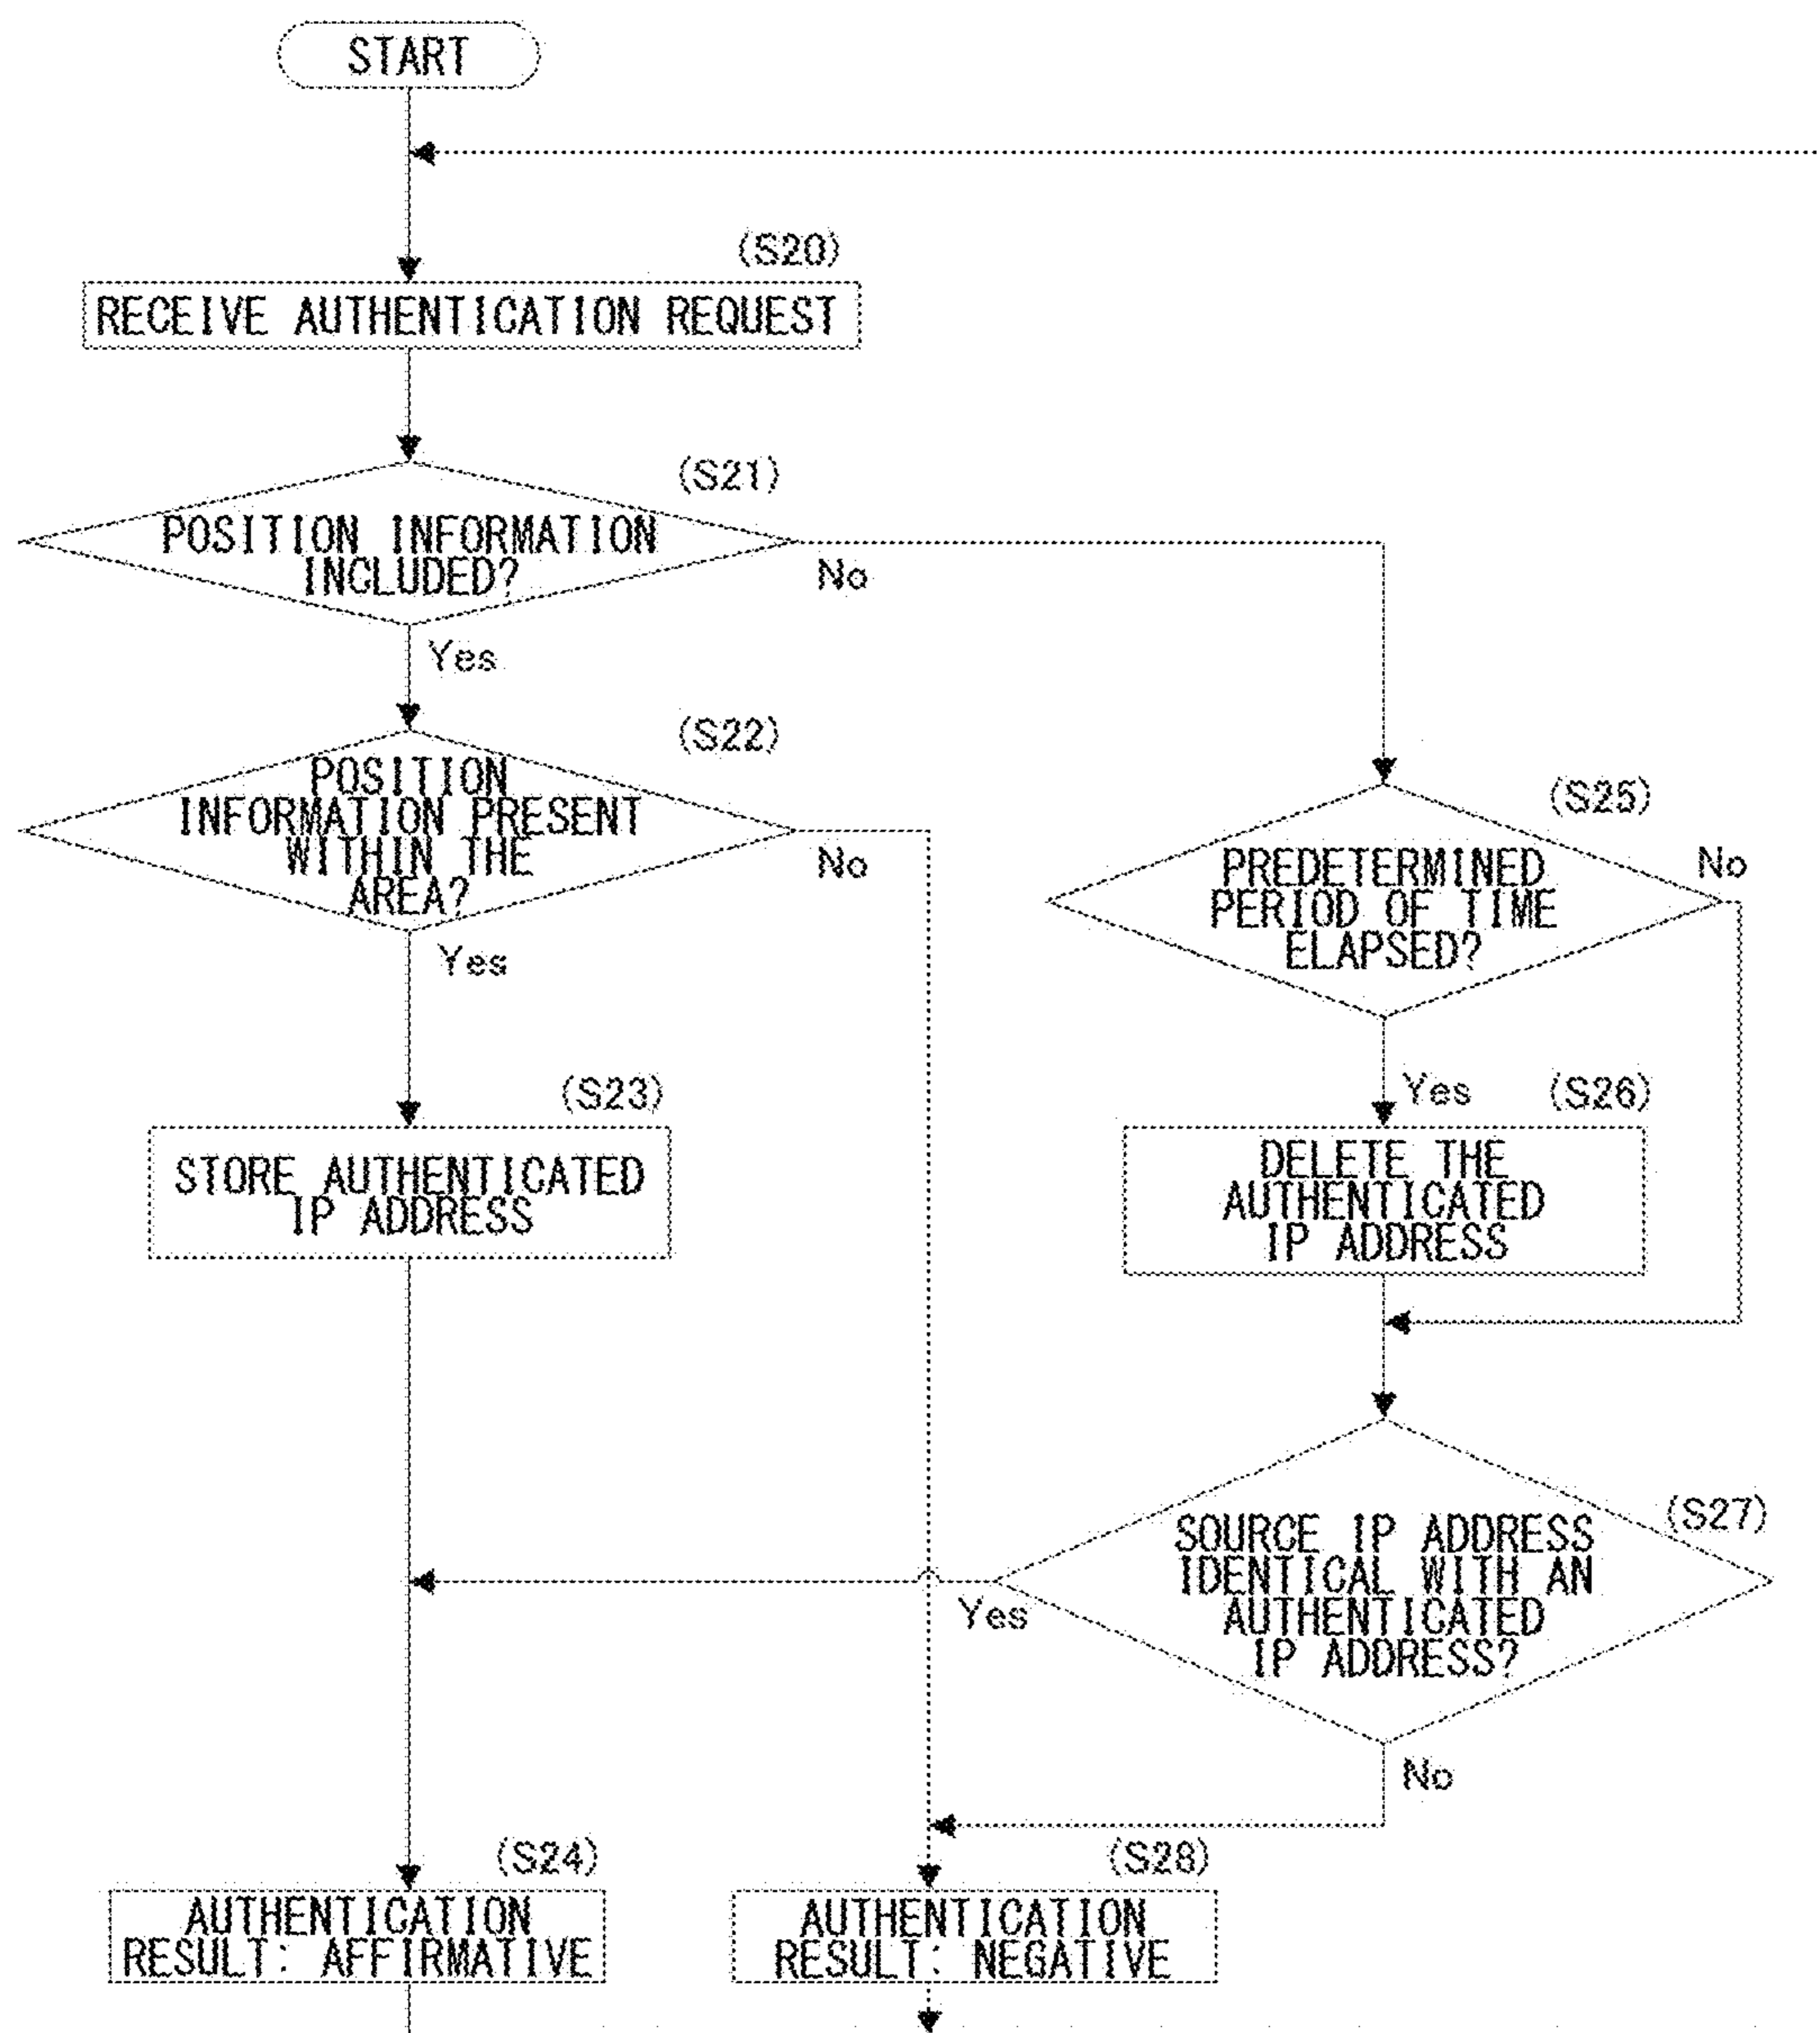 START
(S20)
RECEIVE AUTHENTICATION REQUEST
(S21)
POSITION INFORMATION
INCLUDED?
No
Yes
(S22)
POSITION
INFORMATION PRESENT
WITHIN THE
AREA?
No
Yes
(S25)
PREDETERMINED
PERIOD OF TIME
ELAPSED?
No
Yes
(S23)
STORE AUTHENTICATED
IP ADDRESS
(S26)
DELETE THE
AUTHENTICATED
IP ADDRESS
(S27)
SOURCE IP ADDRESS
IDENTICAL WITH AN
AUTHENTICATED
IP ADDRESS?
Yes
No
(S24)
AUTHENTICATION
RESULT: AFFIRMATIVE
(S28)
AUTHENTICATION
RESULT: NEGATIVE